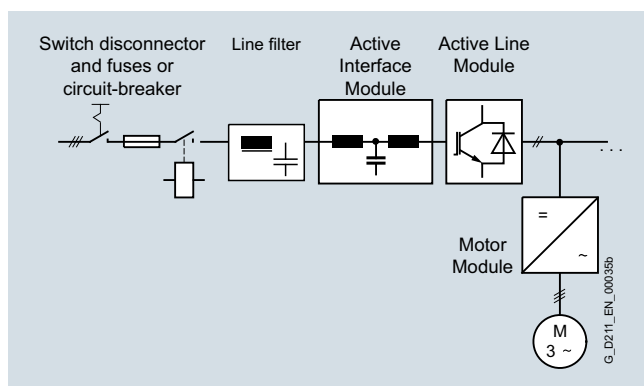 Switch disconnector
and fuses or
circuit-breaker
Line filter
Active
Interface
Module
Active Line
Module
. . .
=
~
Motor
Module
M
3 ~
G_D211_EN_00035b